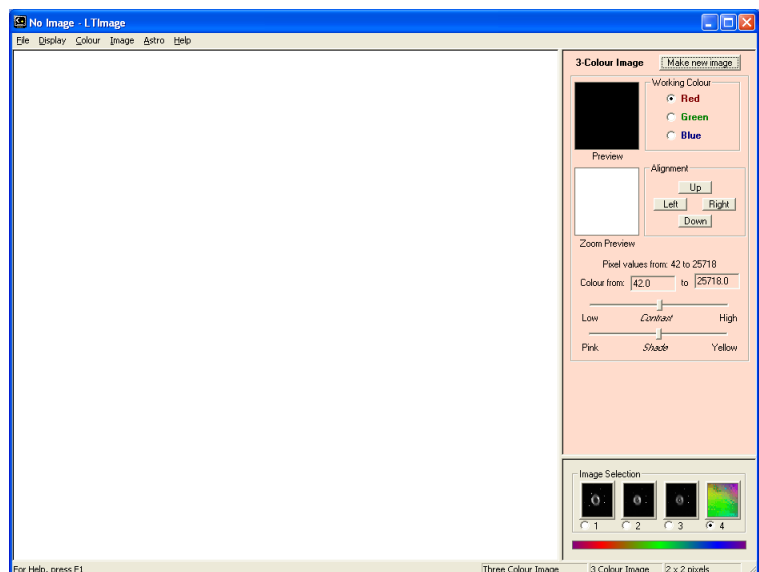 No Image - LTImage
File Display Colour Image Astro Help
3-Colour Image Make new image
Working Colour
Red
Green
Blue
Preview
Alignment
Up
Left Right
Down
Zoom Preview
Pixel values from: 42 to 25718
Colour from: 42.0 to 25718.0
Low Contrast High
Pink Shade Yellow
Image Selection
1 2 3 4
For Help, press F1 Three Colour Image 3 Colour Image 2 x 2 pixels